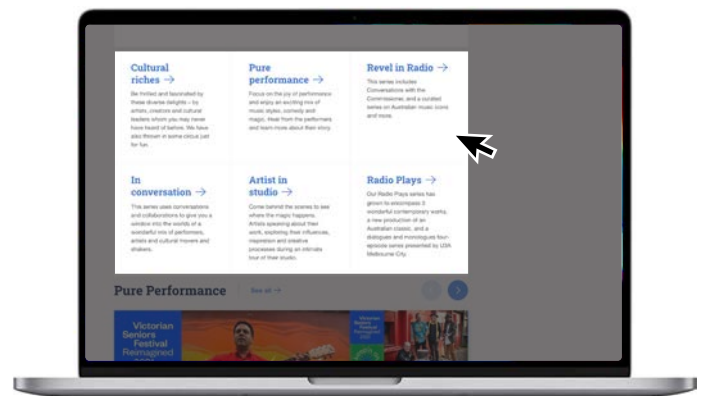 Cultural
riches →
Be thrilled and fascinated by
these diverse delights – by
artists, creators and cultural
leaders whom you may never
have heard of before. We have
also thrown in some circus just
for fun.
Pure
performance →
Focus on the joy of performance
and enjoy an exciting mix of
music styles, comedy and
magic. Hear from the performers
and learn more about their story.
Revel in Radio →
This series includes
Conversations with the
Commissioner, and a curated
series on Australian music icons
and more.
In
conversation →
This series uses conversations
and collaborations to give you a
window into the worlds of a
wonderful mix of performers,
artists and cultural movers and
shakers.
Artist in
studio →
Come behind the scenes to see
where the magic happens.
Artists speaking about their
work, exploring their influences,
inspiration and creative
processes during an intimate
tour of their studio.
Radio Plays →
Our Radio Plays series has
grown to encompass 3
wonderful contemporary works,
a new production of an
Australian classic, and a
dialogues and monologues four-
episode series presented by U3A
Melbourne City.
Pure Performance
See all →
Victorian
Seniors
Festival
Reimagined
Victorian
Seniors
Festival
Reimagined